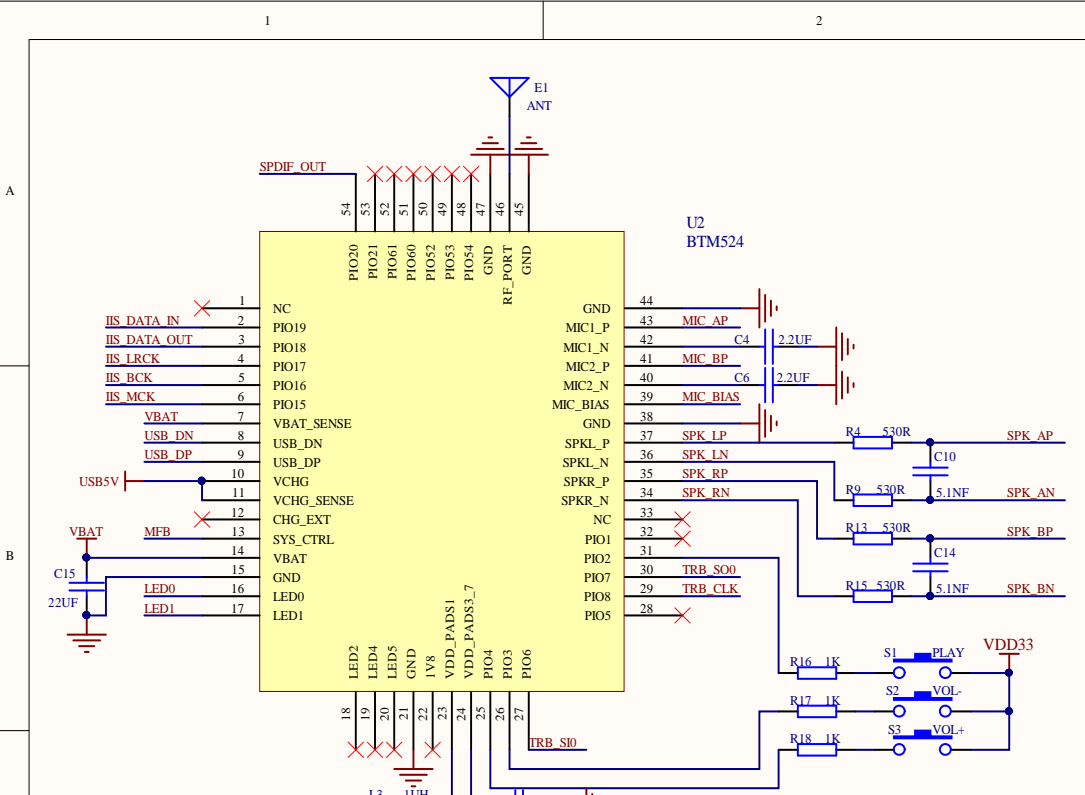 1 2
A
B
E1
ANT
SPDIF_OUT
54 53 52 51 50 49 48 47 46 45
PIO20 PIO21 PIO61 PIO60 PIO52 PIO53 PIO54 GND RF_PORT GND
U2
BTM524
1 NC
IIS_DATA_IN 2 PIO19
IIS_DATA_OUT 3 PIO18
IIS_LRCK 4 PIO17
IIS_BCK 5 PIO16
IIS_MCK 6 PIO15
VBAT 7 VBAT_SENSE
USB_DN 8 USB_DN
USB_DP 9 USB_DP
USB5V 10 VCHG
11 VCHG_SENSE
12 CHG_EXT
MFB 13 SYS_CTRL
VBAT 14 VBAT
15 GND
C15
22UF
LED0 16 LED0
LED1 17 LED1
GND 44
MIC1_P 43 MIC_AP
MIC1_N 42 C4 2.2UF
MIC2_P 41 MIC_BP
MIC2_N 40 C6 2.2UF
MIC_BIAS 39 MIC_BIAS
GND 38
SPKL_P 37 SPK_LP R4 530R SPK_AP
SPKL_N 36 SPK_LN C10
SPKR_P 35 SPK_RP
SPKR_N 34 SPK_RN R9 530R 5.1NF SPK_AN
NC 33
PIO1 32 R13 530R SPK_BP
PIO2 31 C14
PIO7 30 TRB_SO0
PIO8 29 TRB_CLK R15 530R 5.1NF SPK_BN
PIO5 28
LED2 LED4 LED5 GND 1V8 VDD_PADS1 VDD_PADS3_7 PIO4 PIO3 PIO6
18 19 20 21 22 23 24 25 26 27
TRB_SI0
VDD33
R16 1K S1 PLAY
R17 1K S2 VOL-
R18 1K S3 VOL+
L3 1UH